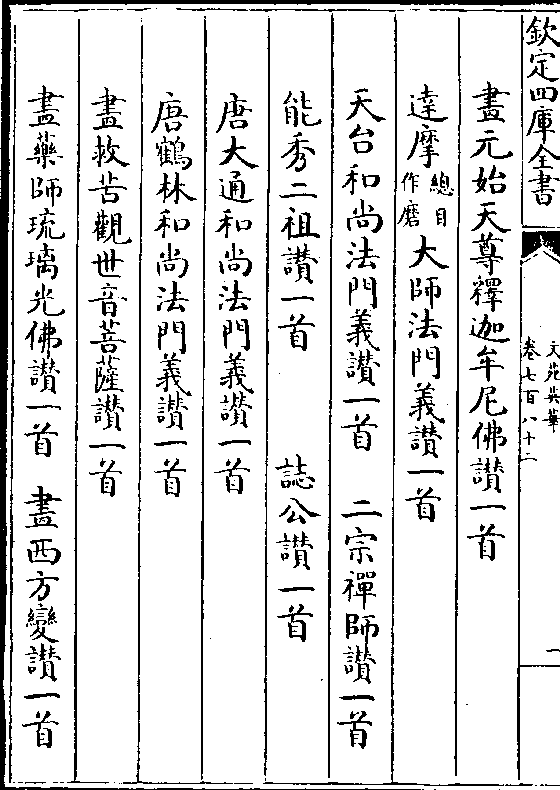 欽定四庫全書
文苑英華
卷七百八十二
一
畫元始天尊釋迦牟尼佛讃一首
達摩總目作磨大師法門義讃一首
天台和尚法門義讃一首 二宗禪師讃一首
能秀二祖讃一首 誌公讃一首
唐大通和尚法門義讃一首
唐鶴林和尚法門義讃一首
畫救苦觀世音菩薩讃一首
畫藥師琉璃光佛讃一首 畫西方變讃一首